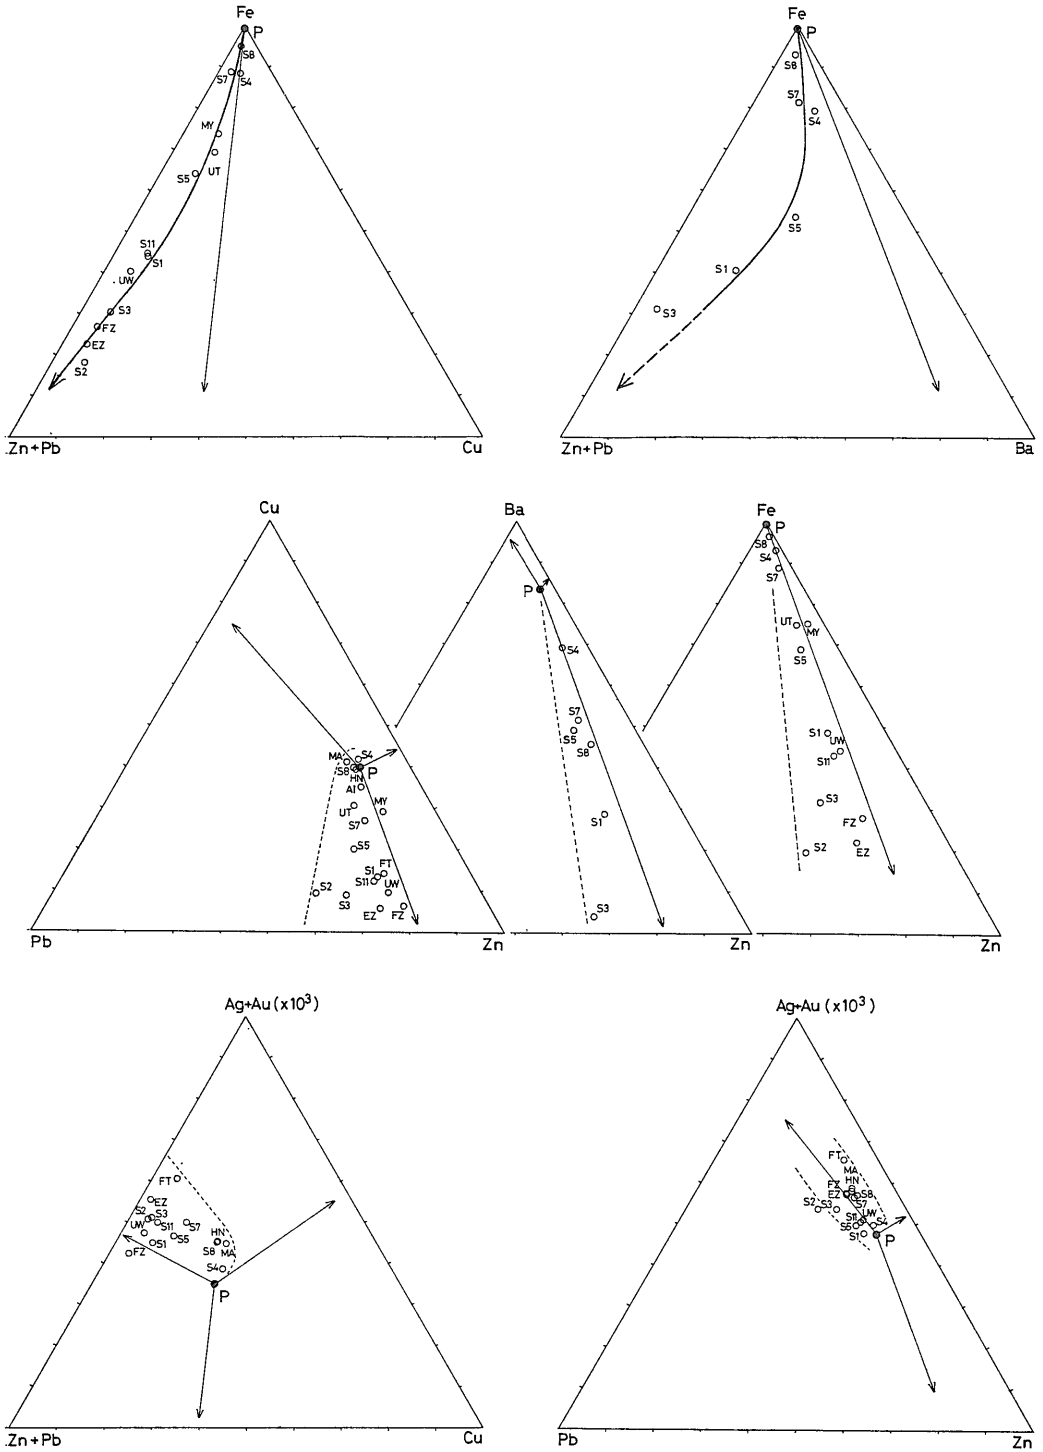 Fe
P
S8
S7 S4
MY
UT
S5
S11
S1
UW
S3
FZ
EZ
S2
Zn+Pb Cu
Fe
P
S8
S7
S4
S5
S1
S3
Zn+Pb Ba
Cu
MA S4
S8 P
HN
AI
UT MY
S7
S5
S1 FT
S11 UW
S2
S3
EZ FZ
Pb Zn
Ba
P
S4
S7
S5
S8
S1
S3
Zn
Fe
P
S8
S4
S7
UT MY
S5
S1
UW
S11
S3
FZ
S2 EZ
Zn
Ag+Au(x10³)
FT
EZ
S2 S3
S11 S7
UW HN
S1 S5 S8 MA
FZ
S4
P
Zn+Pb Cu
Ag+Au(x10³)
FT
MA
HN
FZ
EZ S8
S2 S3 S7
S11 UW
S5 S4
S1 P
Pb Zn